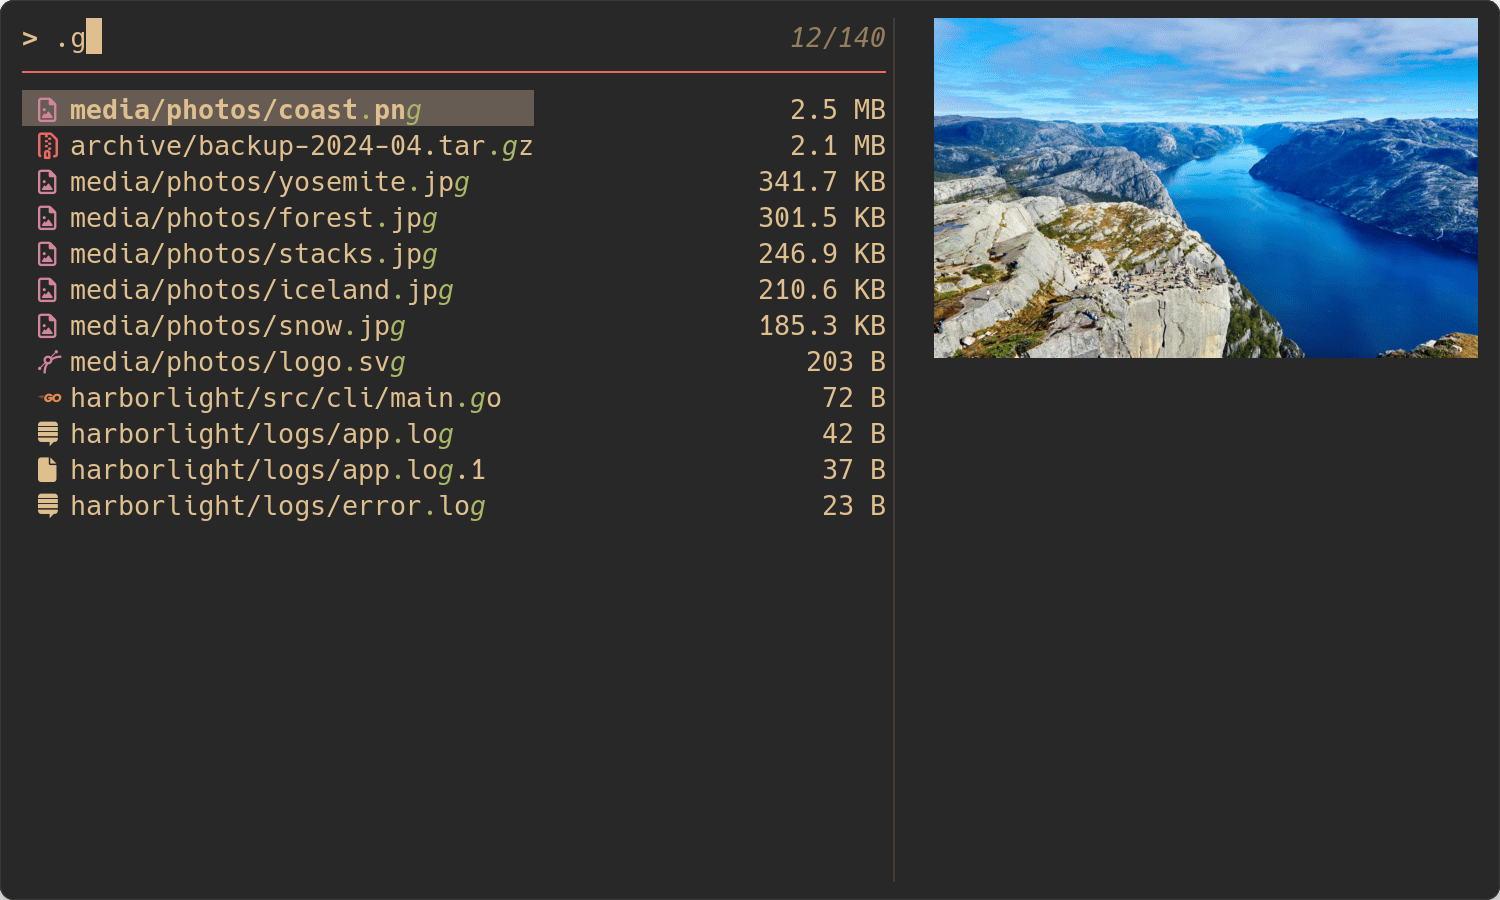 > .g 12/140
media/photos/coast.png 2.5 MB
archive/backup-2024-04.tar.gz 2.1 MB
media/photos/yosemite.jpg 341.7 KB
media/photos/forest.jpg 301.5 KB
media/photos/stacks.jpg 246.9 KB
media/photos/iceland.jpg 210.6 KB
media/photos/snow.jpg 185.3 KB
media/photos/logo.svg 203 B
GO harborlight/src/cli/main.go 72 B
harborlight/logs/app.log 42 B
harborlight/logs/app.log.1 37 B
harborlight/logs/error.log 23 B